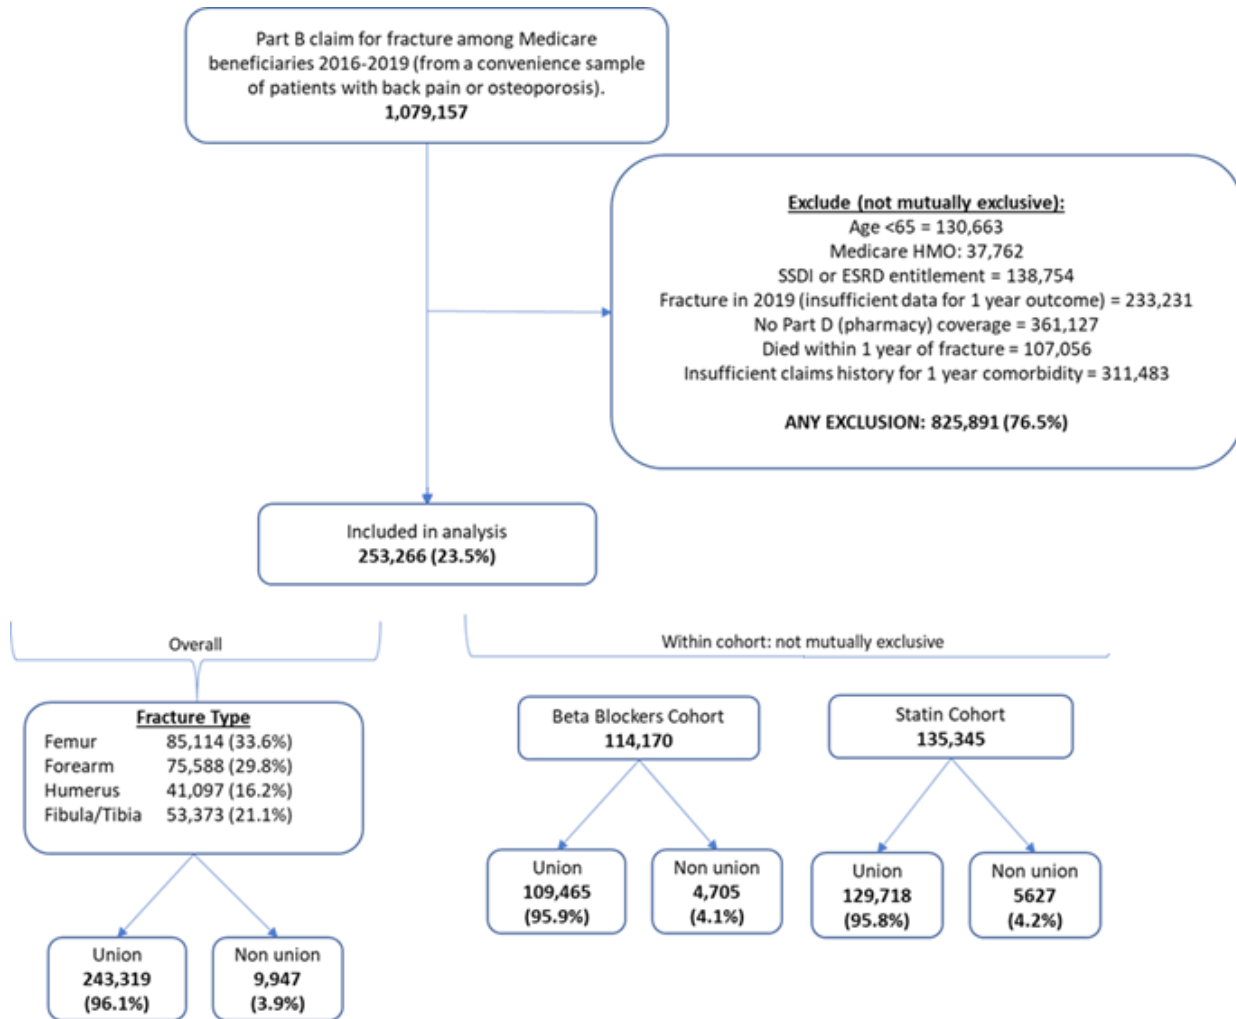 Part B claim for fracture among Medicare
beneficiaries 2016-2019 (from a convenience sample
of patients with back pain or osteoporosis).
1,079,157
Exclude (not mutually exclusive):
Age <65 = 130,663
Medicare HMO: 37,762
SSDI or ESRD entitlement = 138,754
Fracture in 2019 (insufficient data for 1 year outcome) = 233,231
No Part D (pharmacy) coverage = 361,127
Died within 1 year of fracture = 107,056
Insufficient claims history for 1 year comorbidity = 311,483
ANY EXCLUSION: 825,891 (76.5%)
Included in analysis
253,266 (23.5%)
Overall
Fracture Type
Femur 85,114 (33.6%)
Forearm 75,588 (29.8%)
Humerus 41,097 (16.2%)
Fibula/Tibia 53,373 (21.1%)
Union
243,319
(96.1%)
Non union
9,947
(3.9%)
Within cohort: not mutually exclusive
Beta Blockers Cohort
114,170
Union
109,465
(95.9%)
Non union
4,705
(4.1%)
Statin Cohort
135,345
Union
129,718
(95.8%)
Non union
5627
(4.2%)